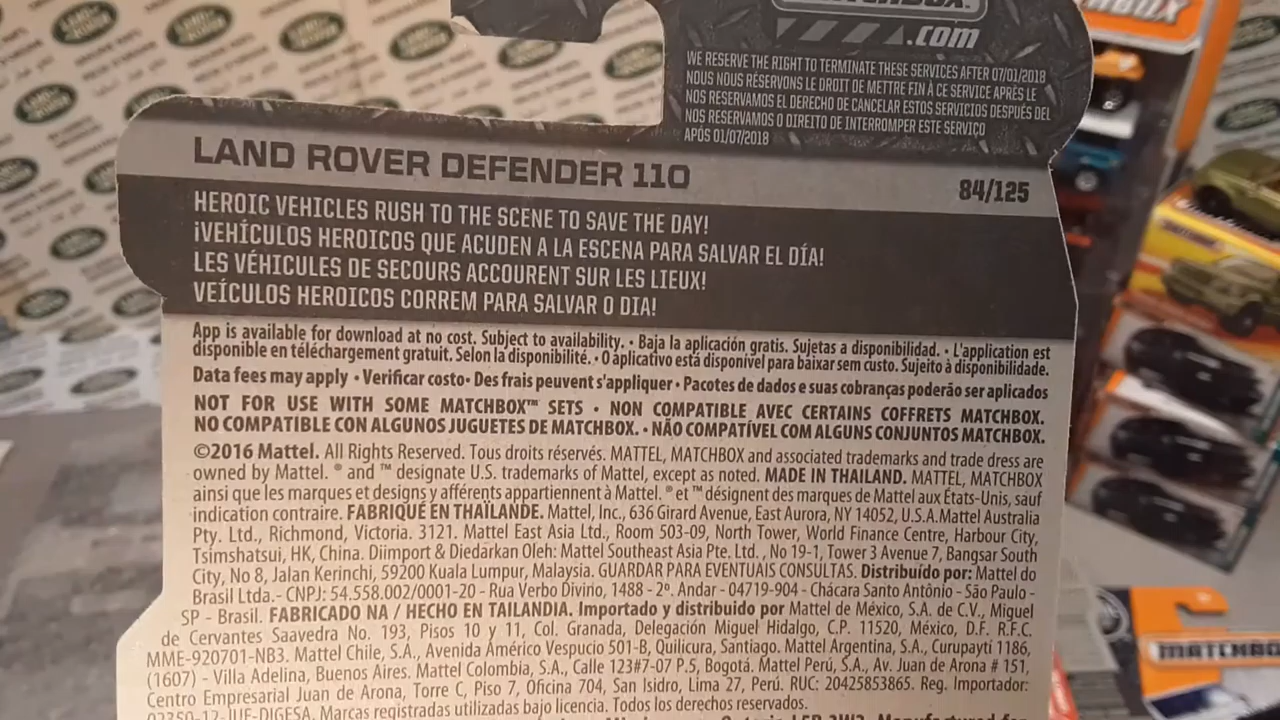 MATCHBOX
.com
WE RESERVE THE RIGHT TO TERMINATE THESE SERVICES AFTER 07/01/2018
NOUS NOUS RÉSERVONS LE DROIT DE METTRE FIN À CE SERVICE APRÈS LE
NOS RESERVAMOS EL DERECHO DE CANCELAR ESTOS SERVICIOS DESPUÉS DEL
NOS RESERVAMOS O DIREITO DE INTERROMPER ESTE SERVIÇO
APÓS 01/07/2018
LAND ROVER DEFENDER 110
84/125
HEROIC VEHICLES RUSH TO THE SCENE TO SAVE THE DAY!
¡VEHÍCULOS HEROICOS QUE ACUDEN A LA ESCENA PARA SALVAR EL DÍA!
LES VÉHICULES DE SECOURS ACCOURENT SUR LES LIEUX!
VEÍCULOS HEROICOS CORREM PARA SALVAR O DIA!
App is available for download at no cost. Subject to availability. • Baja la aplicación gratis. Sujetas a disponibilidad. • L'application est
disponible en téléchargement gratuit. Selon la disponibilité. • O aplicativo está disponível para baixar sem custo. Sujeito à disponibilidade.
Data fees may apply • Verificar costo• Des frais peuvent s'appliquer • Pacotes de dados e suas cobranças poderão ser aplicados
NOT FOR USE WITH SOME MATCHBOX™ SETS • NON COMPATIBLE AVEC CERTAINS COFFRETS MATCHBOX.
NO COMPATIBLE CON ALGUNOS JUGUETES DE MATCHBOX. • NÃO COMPATÍVEL COM ALGUNS CONJUNTOS MATCHBOX.
©2016 Mattel. All Rights Reserved. Tous droits réservés. MATTEL, MATCHBOX and associated trademarks and trade dress are
owned by Mattel. ® and ™ designate U.S. trademarks of Mattel, except as noted. MADE IN THAILAND. MATTEL, MATCHBOX
ainsi que les marques et designs y afférents appartiennent à Mattel. ® et ™ désignent des marques de Mattel aux États-Unis, sauf
indication contraire. FABRIQUÉ EN THAÏLANDE. Mattel, Inc., 636 Girard Avenue, East Aurora, NY 14052, U.S.A.Mattel Australia
Pty. Ltd., Richmond, Victoria. 3121. Mattel East Asia Ltd., Room 503-09, North Tower, World Finance Centre, Harbour City,
Tsimshatsui, HK, China. Diimport & Diedarkan Oleh: Mattel Southeast Asia Pte. Ltd. , No 19-1, Tower 3 Avenue 7, Bangsar South
City, No 8, Jalan Kerinchi, 59200 Kuala Lumpur, Malaysia. GUARDAR PARA EVENTUAIS CONSULTAS. Distribuído por: Mattel do
Brasil Ltda.- CNPJ: 54.558.002/0001-20 - Rua Verbo Divino, 1488 - 2º. Andar - 04719-904 - Chácara Santo Antônio - São Paulo -
SP - Brasil. FABRICADO NA / HECHO EN TAILANDIA. Importado y distribuido por Mattel de México, S.A. de C.V., Miguel
de Cervantes Saavedra No. 193, Pisos 10 y 11, Col. Granada, Delegación Miguel Hidalgo, C.P. 11520, México, D.F. R.F.C.
MME-920701-NB3. Mattel Chile, S.A., Avenida Américo Vespucio 501-B, Quilicura, Santiago. Mattel Argentina, S.A., Curupaytí 1186,
(1607) - Villa Adelina, Buenos Aires. Mattel Colombia, S.A., Calle 123#7-07 P.5, Bogotá. Mattel Perú, S.A., Av. Juan de Arona # 151,
Centro Empresarial Juan de Arona, Torre C, Piso 7, Oficina 704, San Isidro, Lima 27, Perú. RUC: 20425853865. Reg. Importador:
02350-12-JUE-DIGESA. Marcas registradas utilizadas bajo licencia. Todos los derechos reservados.
MATCHBO